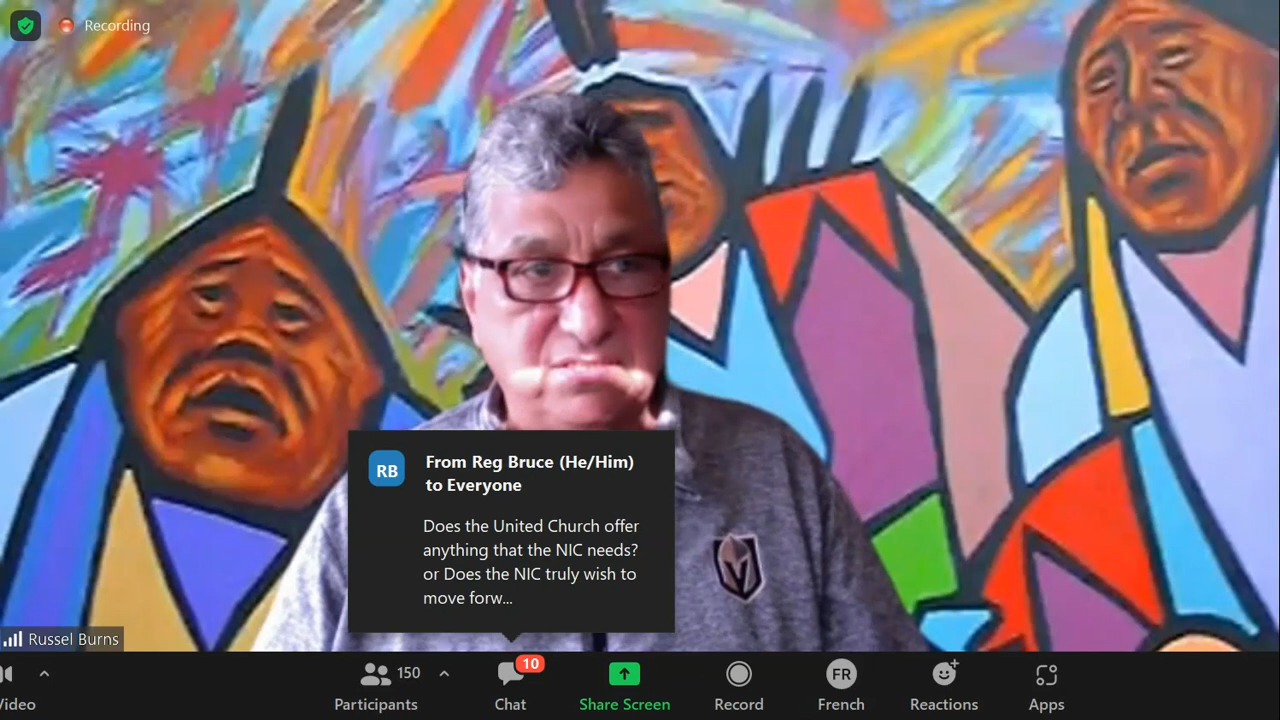 Recording
From Reg Bruce (He/Him)
to Everyone
RB
Does the United Church offer
anything that the NIC needs?
or Does the NIC truly wish to
move forw...
Russel Burns
Video
150
Participants
10
Chat
Share Screen
Record
FR
French
Reactions
Apps